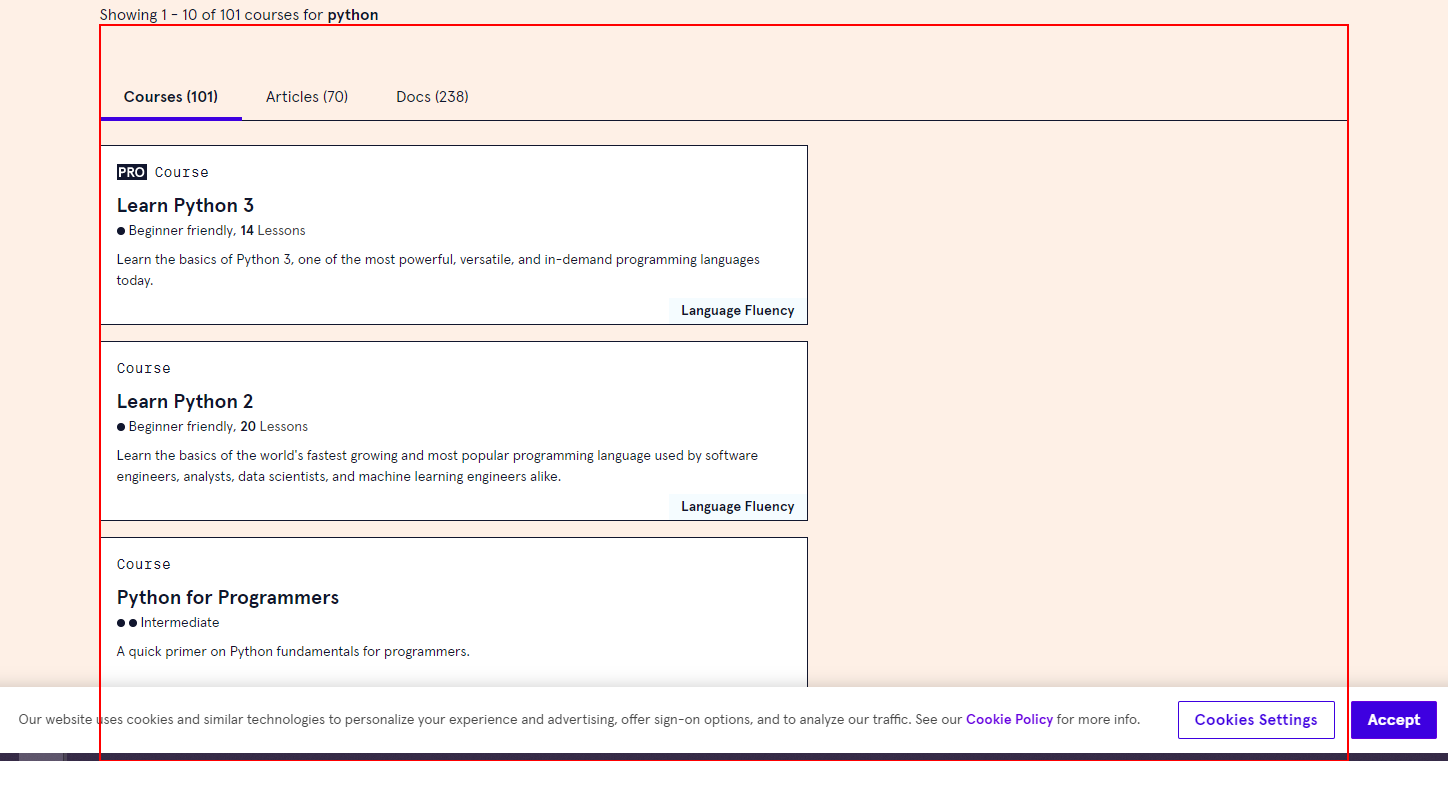 Showing 1 - 10 of 101 courses for python
Courses (101) Articles (70) Docs (238)
PRO Course
Learn Python 3
Beginner friendly, 14 Lessons
Learn the basics of Python 3, one of the most powerful, versatile, and in-demand programming languages
today.
Language Fluency
Course
Learn Python 2
Beginner friendly, 20 Lessons
Learn the basics of the world's fastest growing and most popular programming language used by software
engineers, analysts, data scientists, and machine learning engineers alike.
Language Fluency
Course
Python for Programmers
Intermediate
A quick primer on Python fundamentals for programmers.
Our website uses cookies and similar technologies to personalize your experience and advertising, offer sign-on options, and to analyze our traffic. See our Cookie Policy for more info. Cookies Settings Accept